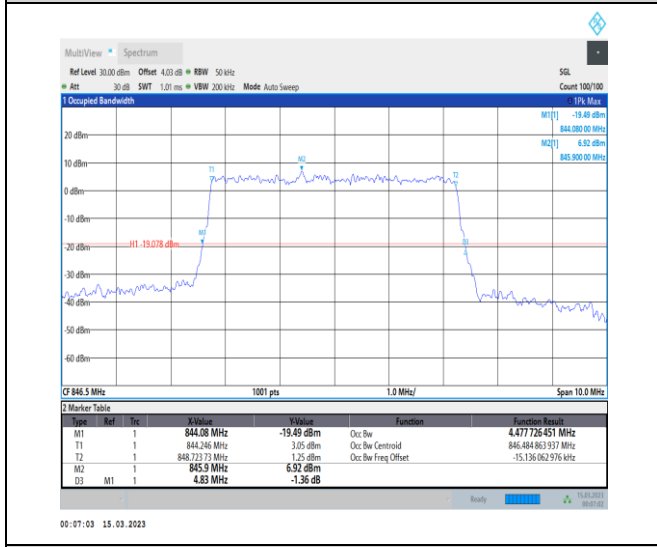 MultiView Spectrum
Ref Level 30.00 dBm Offset 4.03 dB RBW 50 kHz SGL
Att 30 dB SWT 1.01 ms VBW 200 kHz Mode Auto Sweep Count 100/100
1 Occupied Bandwidth 1Pk Max
M1[1] -19.49 dBm
844.080 00 MHz
M2[1] 6.92 dBm
845.900 00 MHz
20 dBm
10 dBm
T1 M2 T2
0 dBm
-10 dBm
M1 D3
H1 -19.078 dBm
-20 dBm
-30 dBm
-40 dBm
-50 dBm
-60 dBm
CF 846.5 MHz 1001 pts 1.0 MHz/ Span 10.0 MHz
2 Marker Table
Type Ref Trc X-Value Y-Value Function Function Result
M1 1 844.08 MHz -19.49 dBm Occ Bw 4.477 726 451 MHz
T1 1 844.246 MHz 3.05 dBm Occ Bw Centroid 846.484 863 937 MHz
T2 1 848.723 73 MHz 1.25 dBm Occ Bw Freq Offset -15.136 062 976 kHz
M2 1 845.9 MHz 6.92 dBm
D3 M1 1 4.83 MHz -1.36 dB
Ready 15.03.2023
00:07:02
00:07:03 15.03.2023